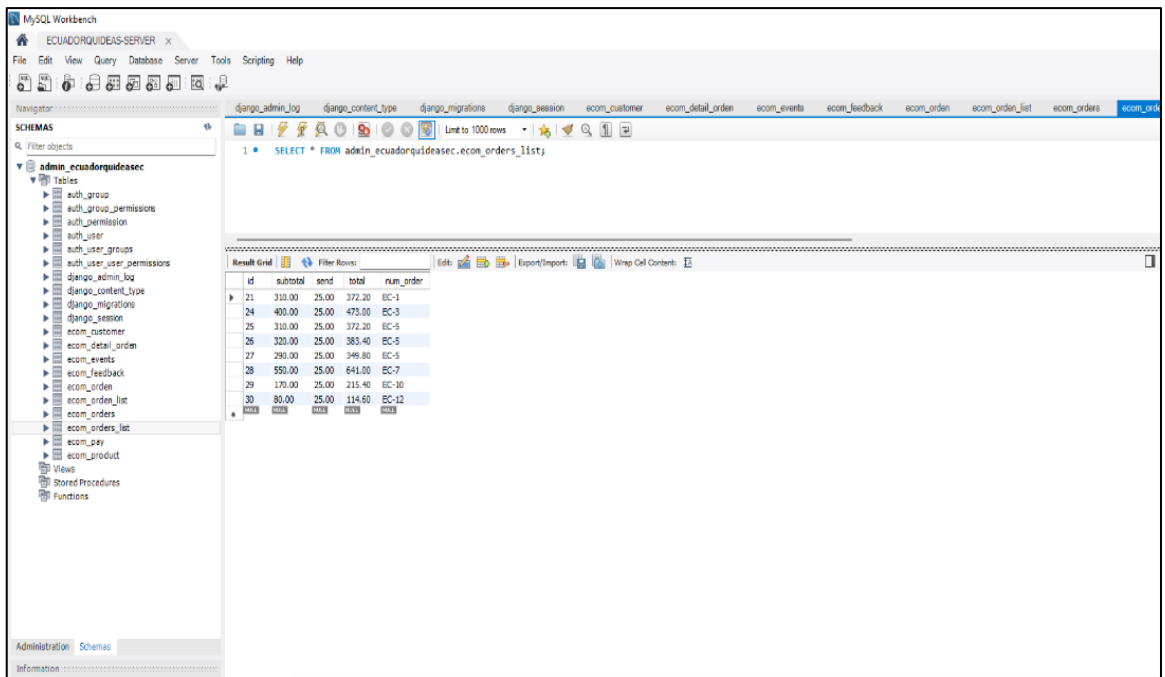 MySQL Workbench
ECUADORQUIDEAS-SERVER ×
File Edit View Query Database Server Tools Scripting Help
Navigator
SCHEMAS
Filter objects
admin_ecuadorquideasec
Tables
auth_group
auth_group_permissions
auth_permission
auth_user
auth_user_groups
auth_user_user_permissions
django_admin_log
django_content_type
django_migrations
django_session
ecom_customer
ecom_detail_orden
ecom_events
ecom_feedback
ecom_orden
ecom_orden_list
ecom_orders
ecom_orders_list
ecom_pay
ecom_product
Views
Stored Procedures
Functions
Administration Schemas
Information
django_admin_log django_content_type django_migrations django_session ecom_customer ecom_detail_orden ecom_events ecom_feedback ecom_orden ecom_orden_list ecom_orders ecom_orde
Limit to 1000 rows
1 SELECT * FROM admin_ecuadorquideasec.ecom_orders_list;
Result Grid Filter Rows: Edit: Export/Import: Wrap Cell Content:
id subtotal send total num_order
21 310.00 25.00 372.20 EC-1
24 400.00 25.00 473.00 EC-3
25 310.00 25.00 372.20 EC-5
26 320.00 25.00 383.40 EC-5
27 290.00 25.00 349.80 EC-5
28 550.00 25.00 641.00 EC-7
29 170.00 25.00 215.40 EC-10
30 80.00 25.00 114.60 EC-12
NULL NULL NULL NULL NULL